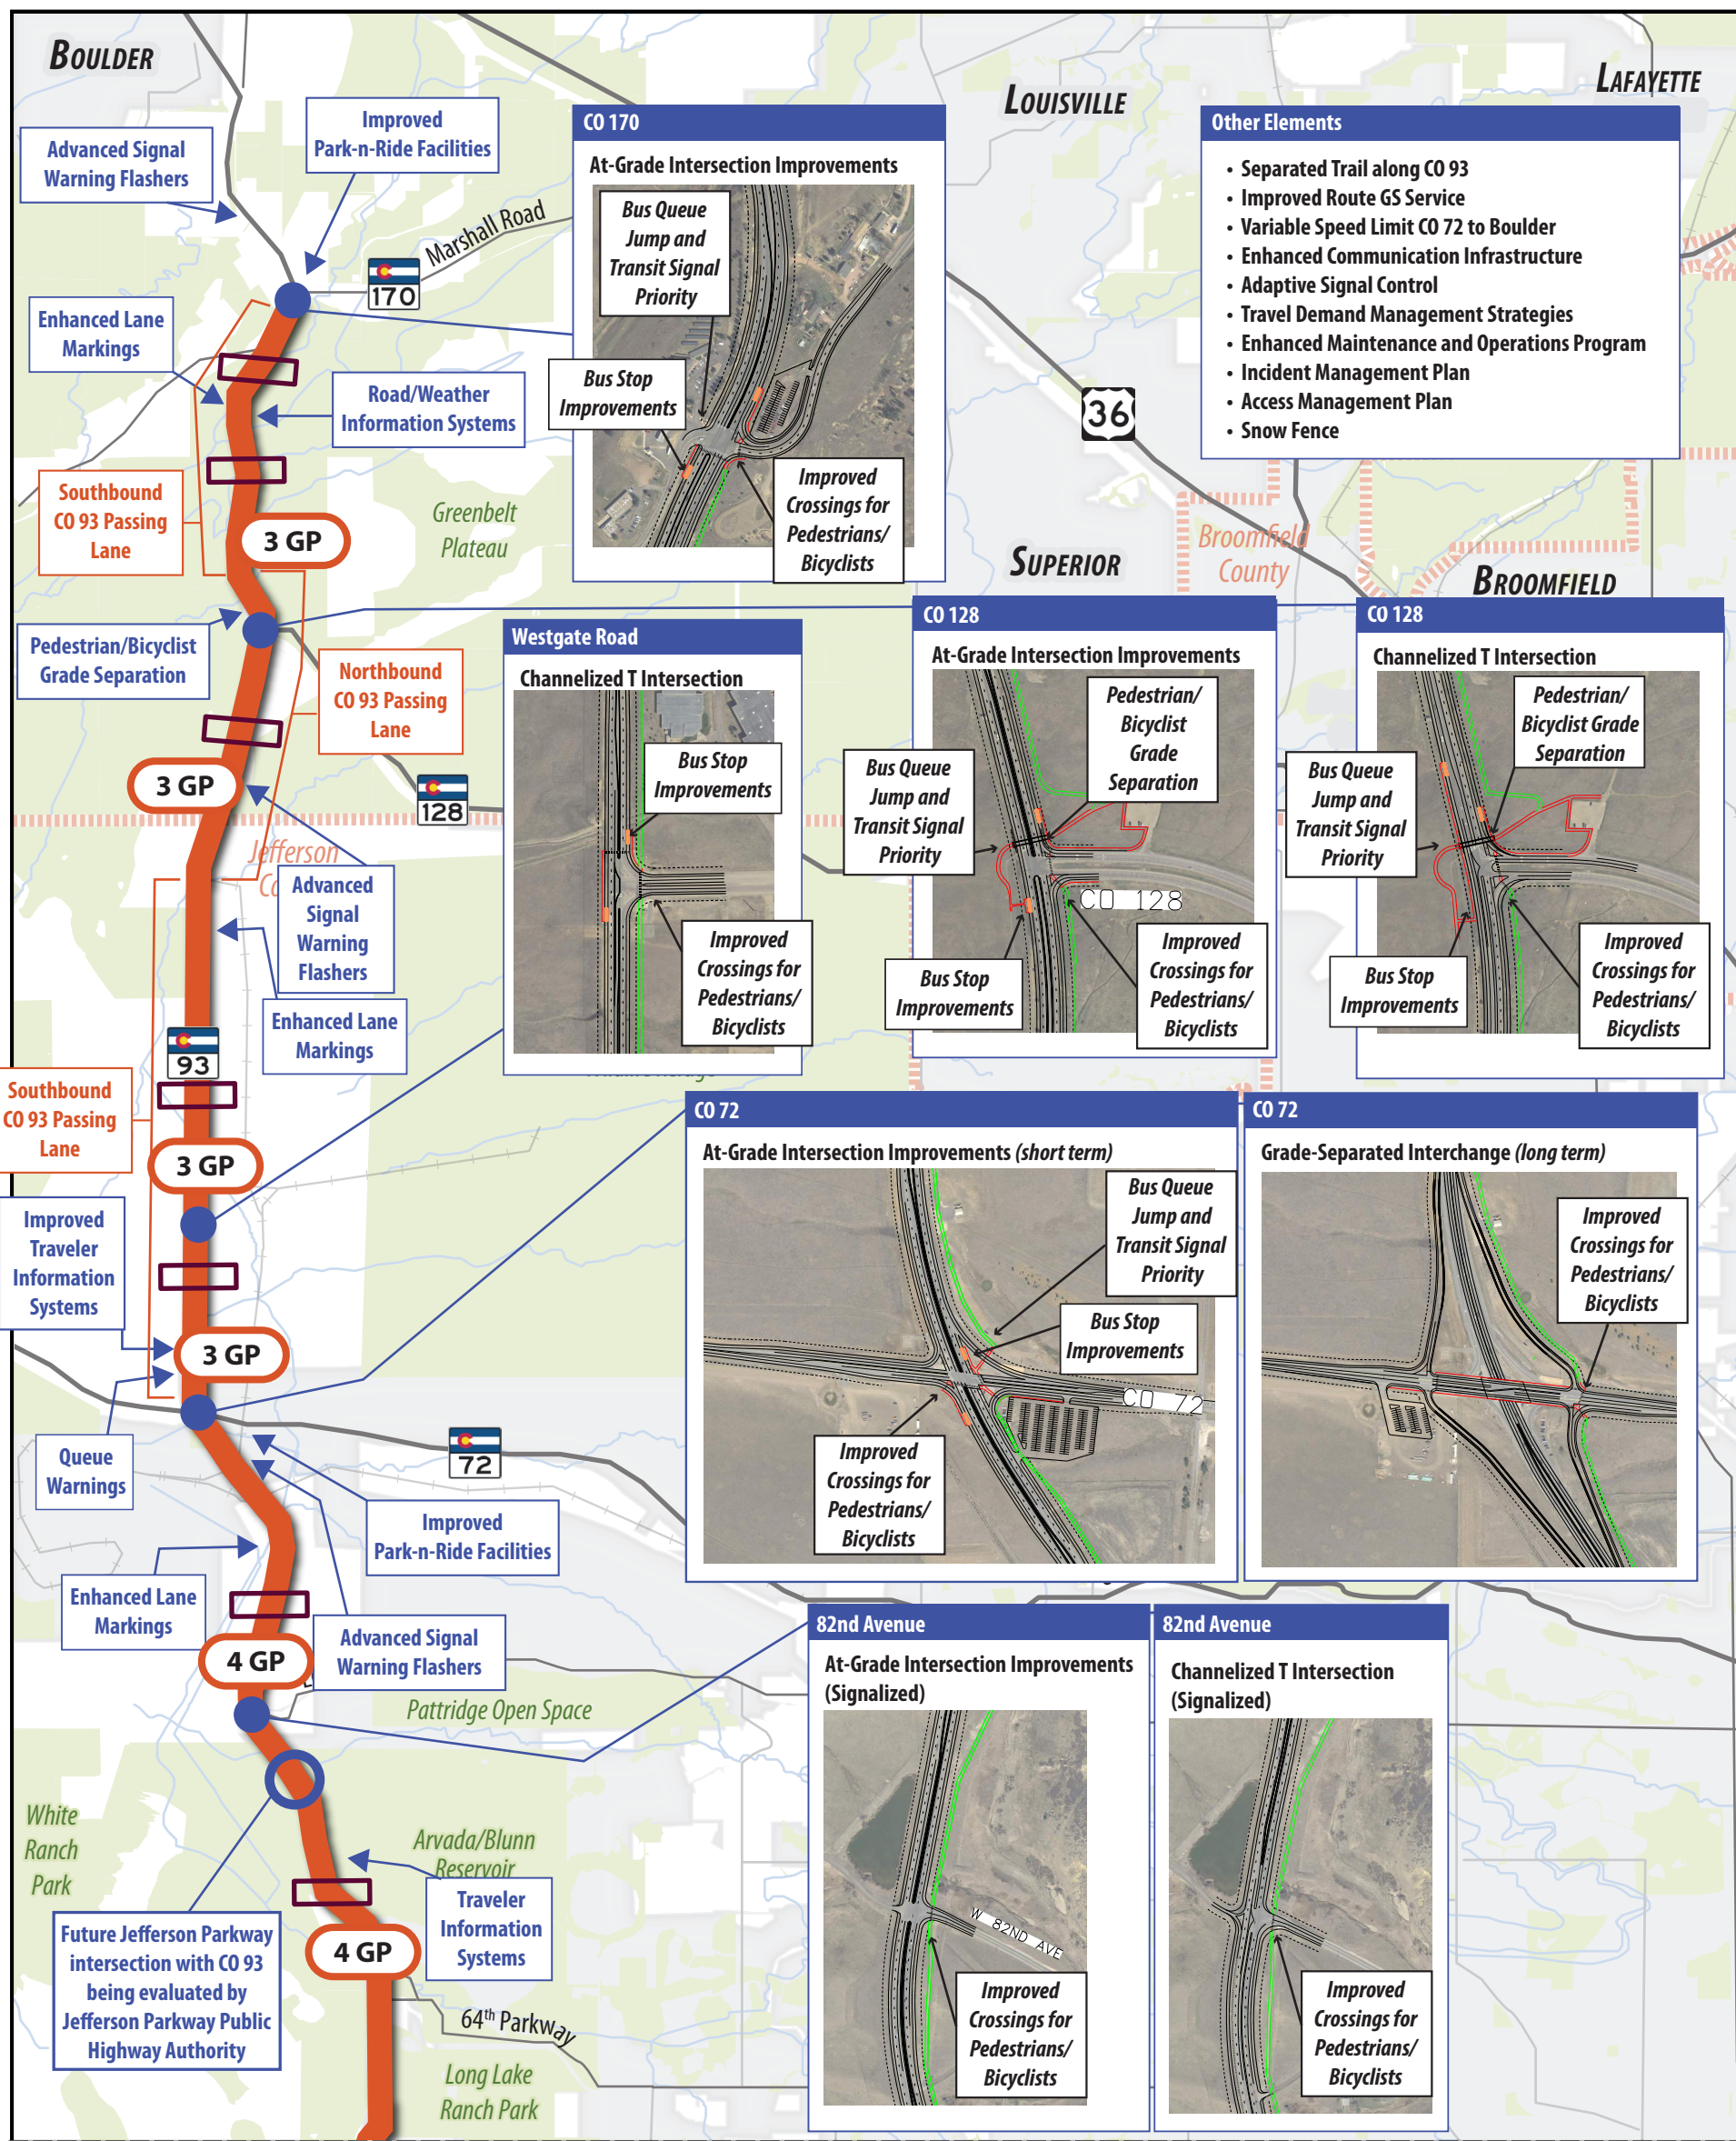 BOULDER
LOUISVILLE
LAFAYETTE
Advanced Signal
Warning Flashers
Improved
Park-n-Ride Facilities
Marshall Road
170
Enhanced Lane
Markings
Road/Weather
Information Systems
Southbound
CO 93 Passing
Lane
3 GP
Greenbelt
Plateau
CO 170
At-Grade Intersection Improvements
Bus Queue
Jump and
Transit Signal
Priority
Bus Stop
Improvements
Improved
Crossings for
Pedestrians/
Bicyclists
Other Elements
• Separated Trail along CO 93
• Improved Route GS Service
• Variable Speed Limit CO 72 to Boulder
• Enhanced Communication Infrastructure
• Adaptive Signal Control
• Travel Demand Management Strategies
• Enhanced Maintenance and Operations Program
• Incident Management Plan
• Access Management Plan
• Snow Fence
36
SUPERIOR
Broomfield
County
BROOMFIELD
Pedestrian/Bicyclist
Grade Separation
Northbound
CO 93 Passing
Lane
3 GP
128
Jefferson
Westgate Road
Channelized T Intersection
Bus Stop
Improvements
Improved
Crossings for
Pedestrians/
Bicyclists
CO 128
At-Grade Intersection Improvements
Pedestrian/
Bicyclist
Grade
Separation
Bus Queue
Jump and
Transit Signal
Priority
CO 128
Bus Stop
Improvements
Improved
Crossings for
Pedestrians/
Bicyclists
CO 128
Channelized T Intersection
Pedestrian/
Bicyclist Grade
Separation
Bus Queue
Jump and
Transit Signal
Priority
Bus Stop
Improvements
Improved
Crossings for
Pedestrians/
Bicyclists
Advanced
Signal
Warning
Flashers
Enhanced Lane
Markings
93
Southbound
CO 93 Passing
Lane
3 GP
Improved
Traveler
Information
Systems
3 GP
Queue
Warnings
72
CO 72
At-Grade Intersection Improvements (short term)
Bus Queue
Jump and
Transit Signal
Priority
Bus Stop
Improvements
CO 72
Improved
Crossings for
Pedestrians/
Bicyclists
CO 72
Grade-Separated Interchange (long term)
Improved
Crossings for
Pedestrians/
Bicyclists
Improved
Park-n-Ride Facilities
Enhanced Lane
Markings
Advanced Signal
Warning Flashers
4 GP
Pattridge Open Space
82nd Avenue
At-Grade Intersection Improvements
(Signalized)
W 82ND AVE
Improved
Crossings for
Pedestrians/
Bicyclists
82nd Avenue
Channelized T Intersection
(Signalized)
Improved
Crossings for
Pedestrians/
Bicyclists
White
Ranch
Park
Arvada/Blunn
Reservoir
Traveler
Information
Systems
Future Jefferson Parkway
intersection with CO 93
being evaluated by
Jefferson Parkway Public
Highway Authority
4 GP
64th Parkway
Long Lake
Ranch Park